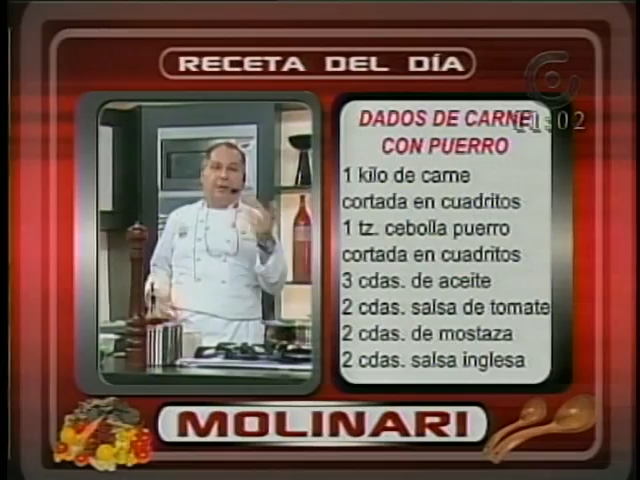 RECETA DEL DÍA
11:02
DADOS DE CARNE
CON PUERRO
1 kilo de carne
cortada en cuadritos
1 tz. cebolla puerro
cortada en cuadritos
3 cdas. de aceite
2 cdas. salsa de tomate
2 cdas. de mostaza
2 cdas. salsa inglesa
MOLINARI